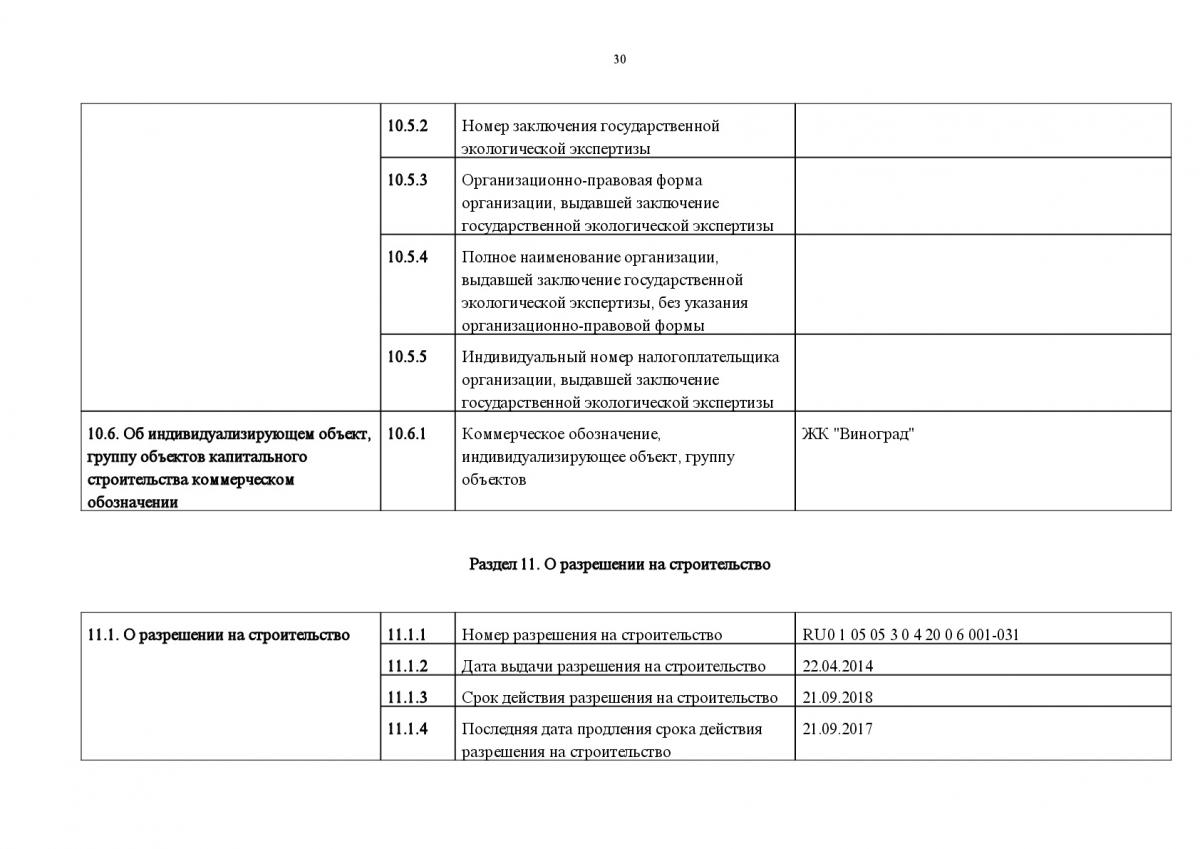 30
10.5.2 Номер заключения государственной
экологической экспертизы
10.5.3 Организационно-правовая форма
организации, выдавшей заключение
государственной экологической экспертизы
10.5.4 Полное наименование организации,
выдавшей заключение государственной
экологической экспертизы, без указания
организационно-правовой формы
10.5.5 Индивидуальный номер налогоплательщика
организации, выдавшей заключение
государственной экологической экспертизы
10.6. Об индивидуализирующем объект, 10.6.1 Коммерческое обозначение, ЖК "Виноград"
группу объектов капитального индивидуализирующее объект, группу
строительства коммерческом объектов
обозначении
Раздел 11. О разрешении на строительство
11.1. О разрешении на строительство 11.1.1 Номер разрешения на строительство RU0 1 05 05 3 0 4 20 0 6 001-031
11.1.2 Дата выдачи разрешения на строительство 22.04.2014
11.1.3 Срок действия разрешения на строительство 21.09.2018
11.1.4 Последняя дата продления срока действия 21.09.2017
разрешения на строительство